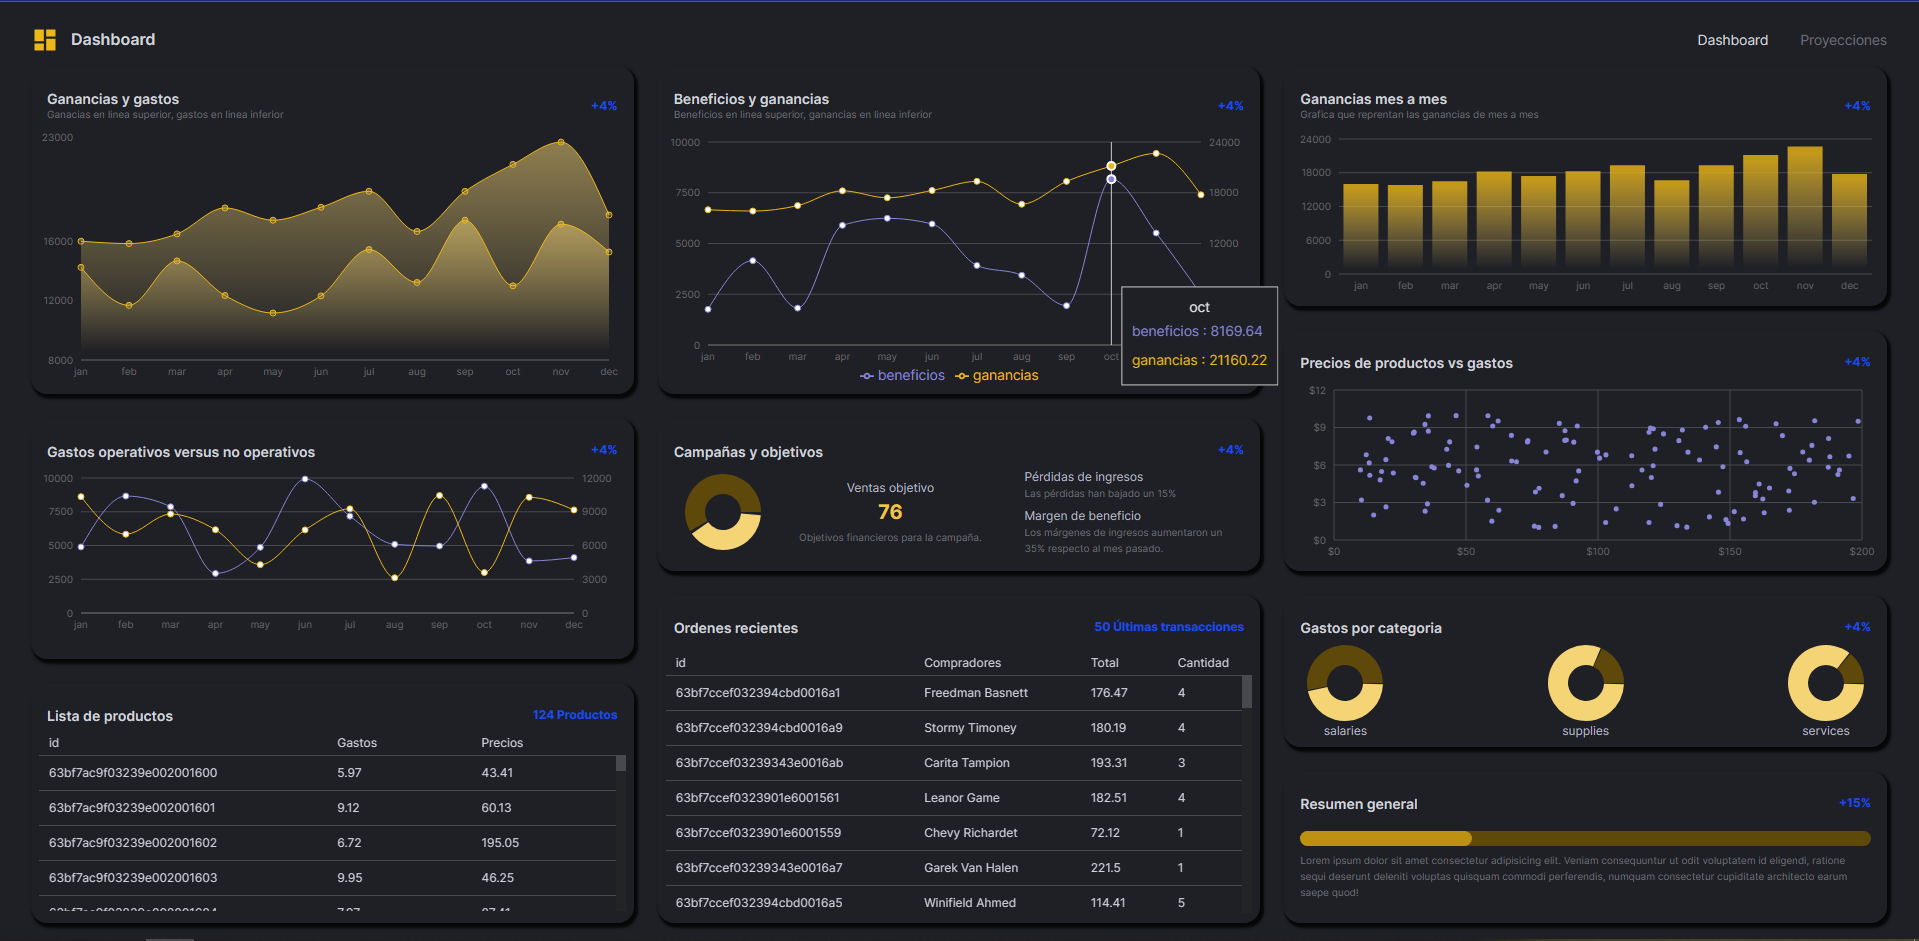 Dashboard
Dashboard
Proyecciones
Ganancias y gastos
Ganacias en linea superior, gastos en linea inferior
+4%
23000
16000
12000
8000
jan feb mar apr may jun jul aug sep oct nov dec
Beneficios y ganancias
Beneficios en linea superior, ganancias en linea inferior
+4%
10000 24000
7500 18000
5000 12000
2500
0
jan feb mar apr may jun jul aug sep oct
beneficios ganancias
oct
beneficios : 8169.64
ganancias : 21160.22
Ganancias mes a mes
Grafica que reprentan las ganancias de mes a mes
+4%
24000
18000
12000
6000
0
jan feb mar apr may jun jul aug sep oct nov dec
Gastos operativos versus no operativos
+4%
10000 12000
7500 9000
5000 6000
2500 3000
0 0
jan feb mar apr may jun jul aug sep oct nov dec
Campañas y objetivos
+4%
Ventas objetivo
76
Objetivos financieros para la campaña.
Pérdidas de ingresos
Las pérdidas han bajado un 15%
Margen de beneficio
Los márgenes de ingresos aumentaron un
35% respecto al mes pasado.
Precios de productos vs gastos
+4%
$12
$9
$6
$3
$0
$0 $50 $100 $150 $200
Lista de productos
124 Productos
id Gastos Precios
63bf7ac9f03239e002001600 5.97 43.41
63bf7ac9f03239e002001601 9.12 60.13
63bf7ac9f03239e002001602 6.72 195.05
63bf7ac9f03239e002001603 9.95 46.25
Ordenes recientes
50 Últimas transacciones
id Compradores Total Cantidad
63bf7ccef032394cbd0016a1 Freedman Basnett 176.47 4
63bf7ccef032394cbd0016a9 Stormy Timoney 180.19 4
63bf7ccef03239343e0016ab Carita Tampion 193.31 3
63bf7ccef0323901e6001561 Leanor Game 182.51 4
63bf7ccef0323901e6001559 Chevy Richardet 72.12 1
63bf7ccef03239343e0016a7 Garek Van Halen 221.5 1
63bf7ccef032394cbd0016a5 Winifield Ahmed 114.41 5
Gastos por categoria
+4%
salaries supplies services
Resumen general
+15%
Lorem ipsum dolor sit amet consectetur adipisicing elit. Veniam consequuntur ut odit voluptatem id eligendi, ratione
sequi deserunt deleniti voluptas quisquam commodi perferendis, numquam consectetur cupiditate architecto earum
saepe quod!